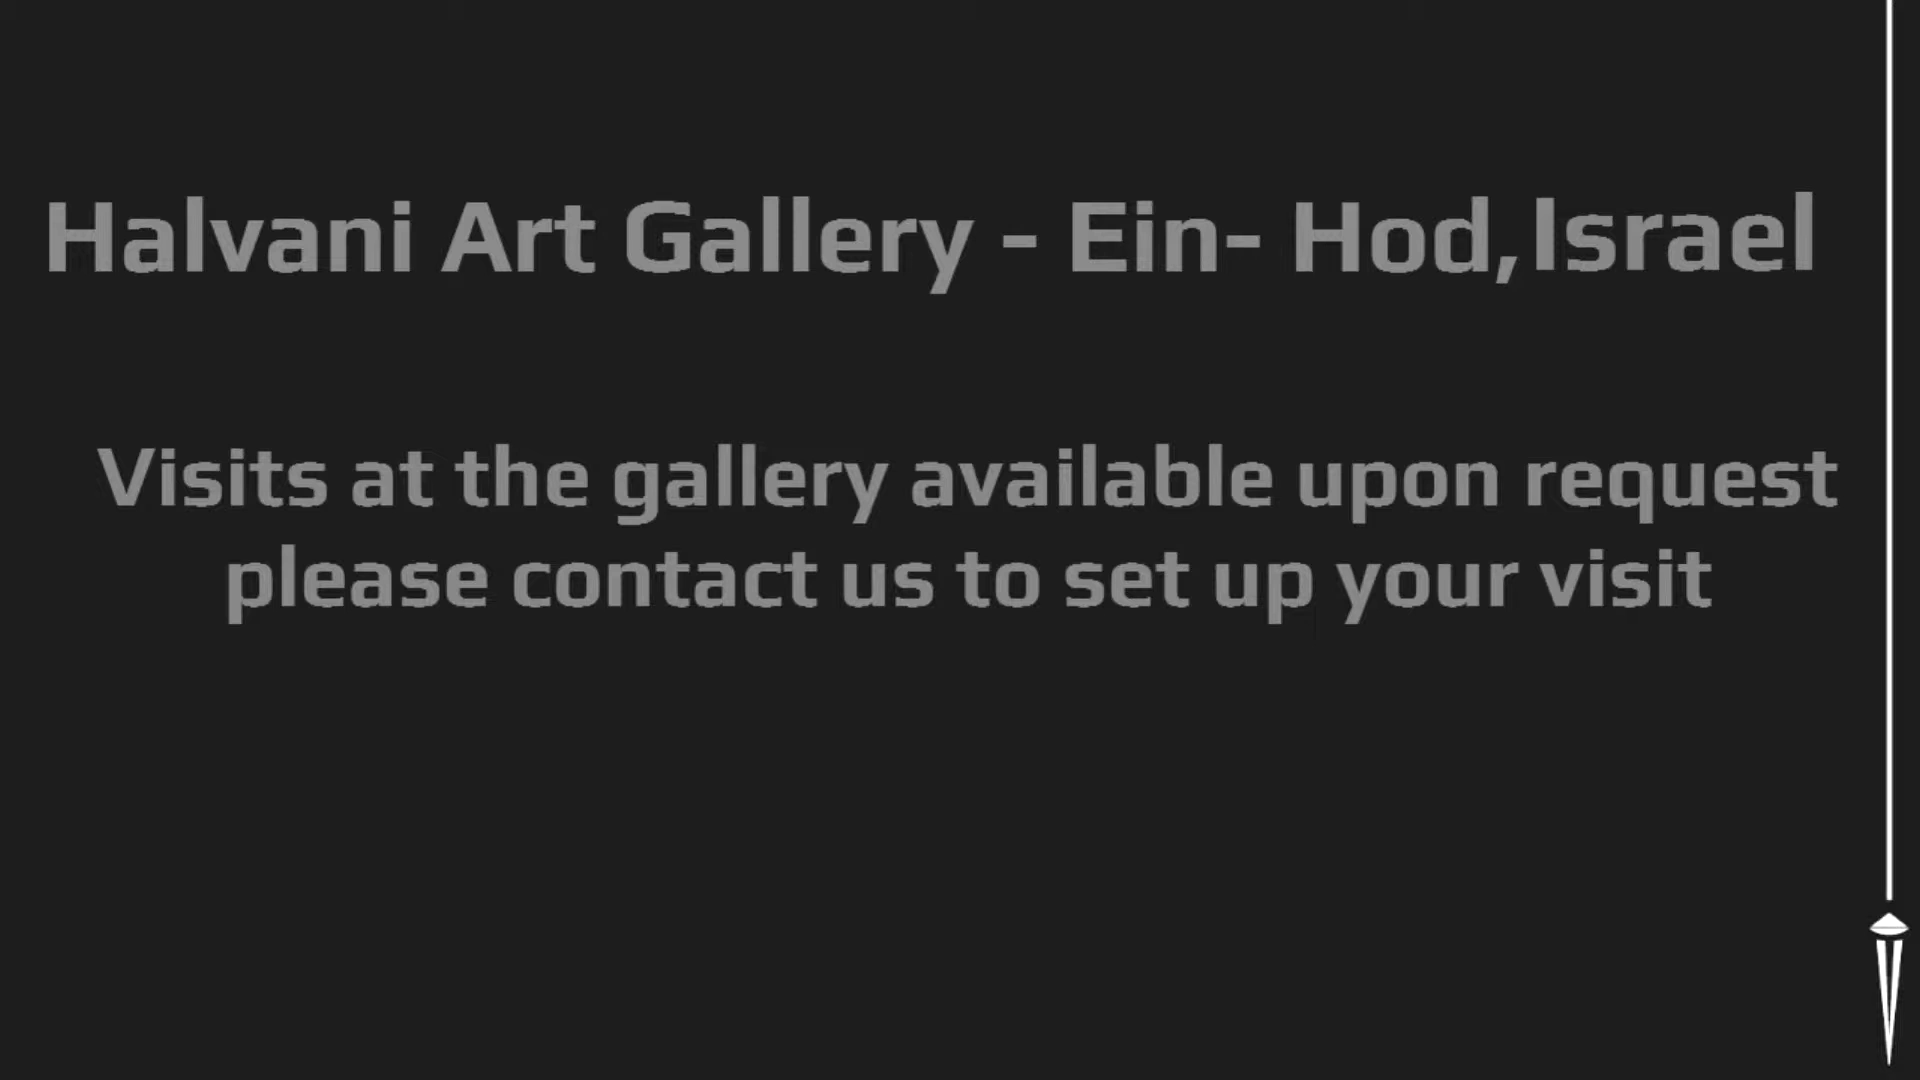 Halvani Art Gallery - Ein- Hod, Israel
Visits at the gallery available upon request
please contact us to set up your visit